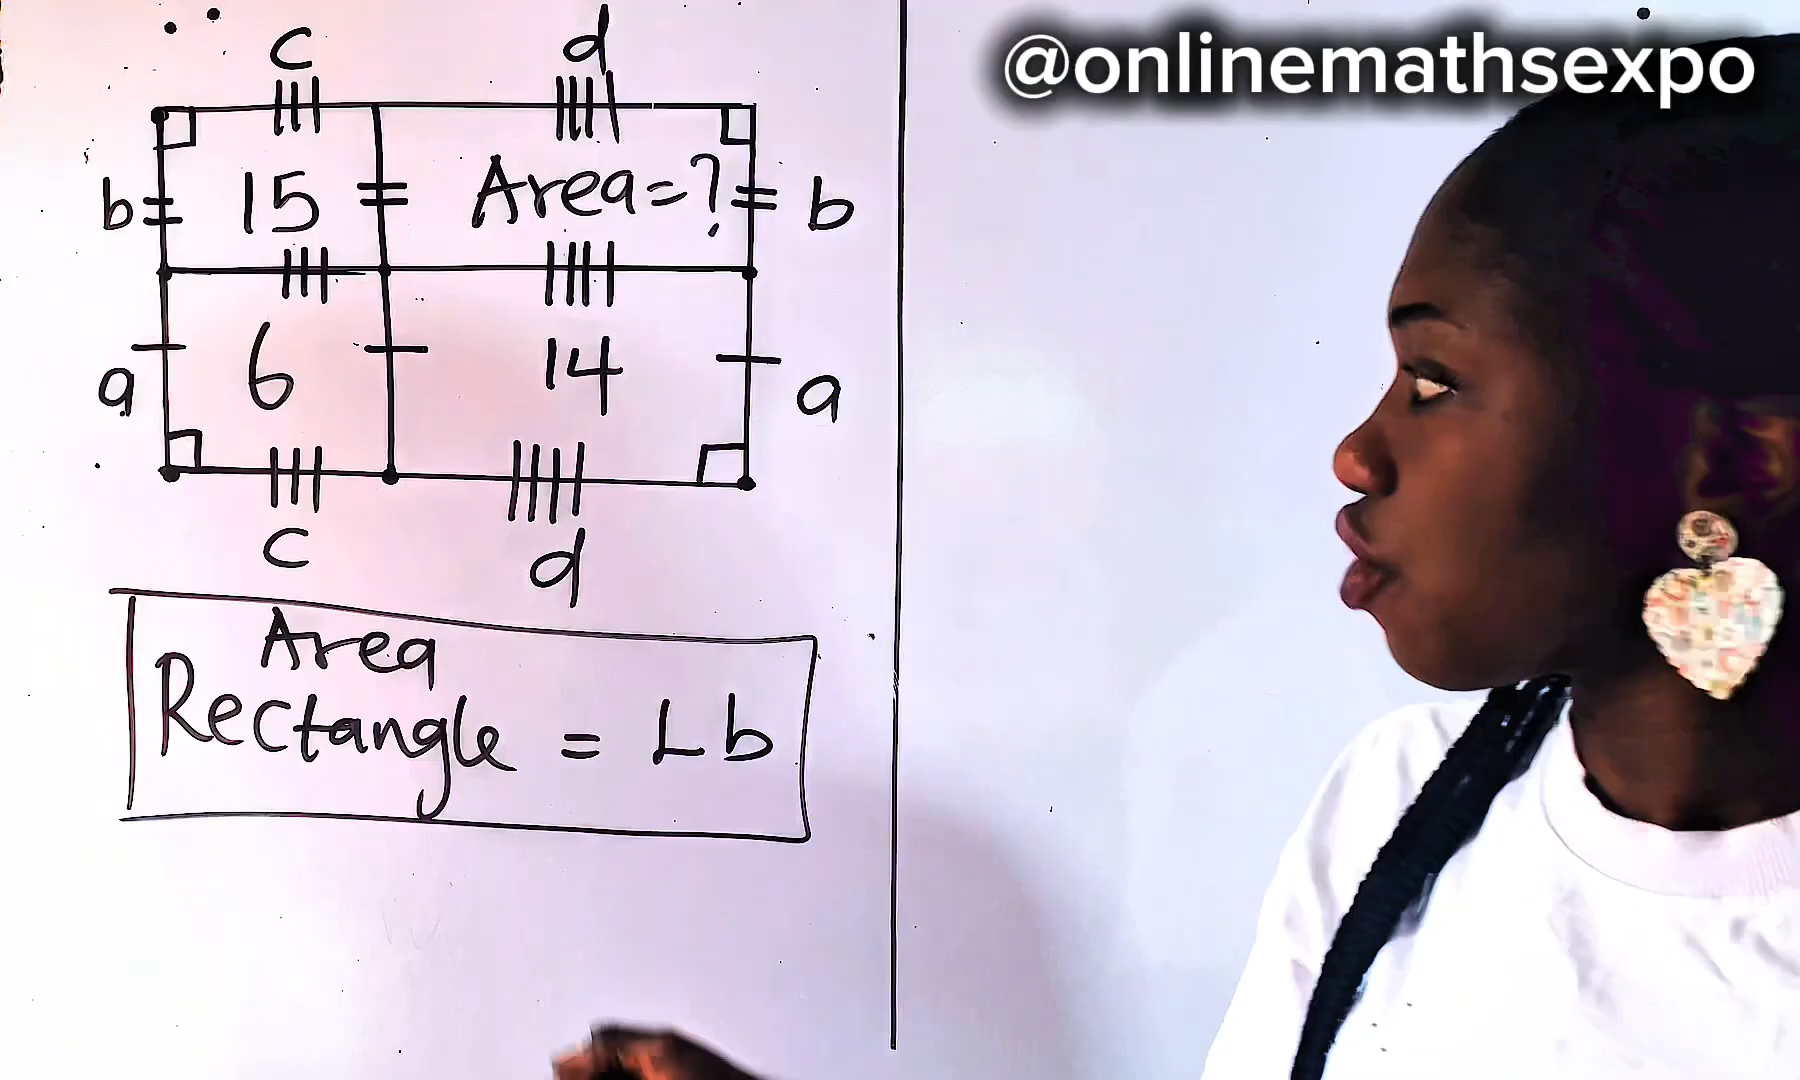 @onlinemathsexpo
c d
b 15 Area=? b
a 6 14 a
c d
Area
Rectangle = Lb